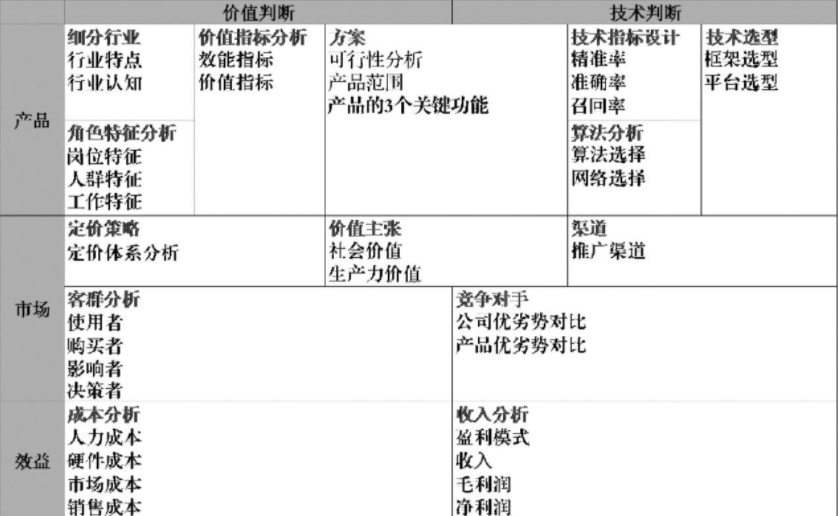 价值判断
技术判断
产品
细分行业
行业特点
行业认知
角色特征分析
岗位特征
人群特征
工作特征
价值指标分析
效能指标
价值指标
方案
可行性分析
产品范围
产品的3个关键功能
技术指标设计
精准率
准确率
召回率
算法分析
算法选择
网络选择
技术选型
框架选型
平台选型
市场
定价策略
定价体系分析
价值主张
社会价值
生产力价值
渠道
推广渠道
客群分析
使用者
购买者
影响者
决策者
竞争对手
公司优劣势对比
产品优劣势对比
效益
成本分析
人力成本
硬件成本
市场成本
销售成本
收入分析
盈利模式
收入
毛利润
净利润